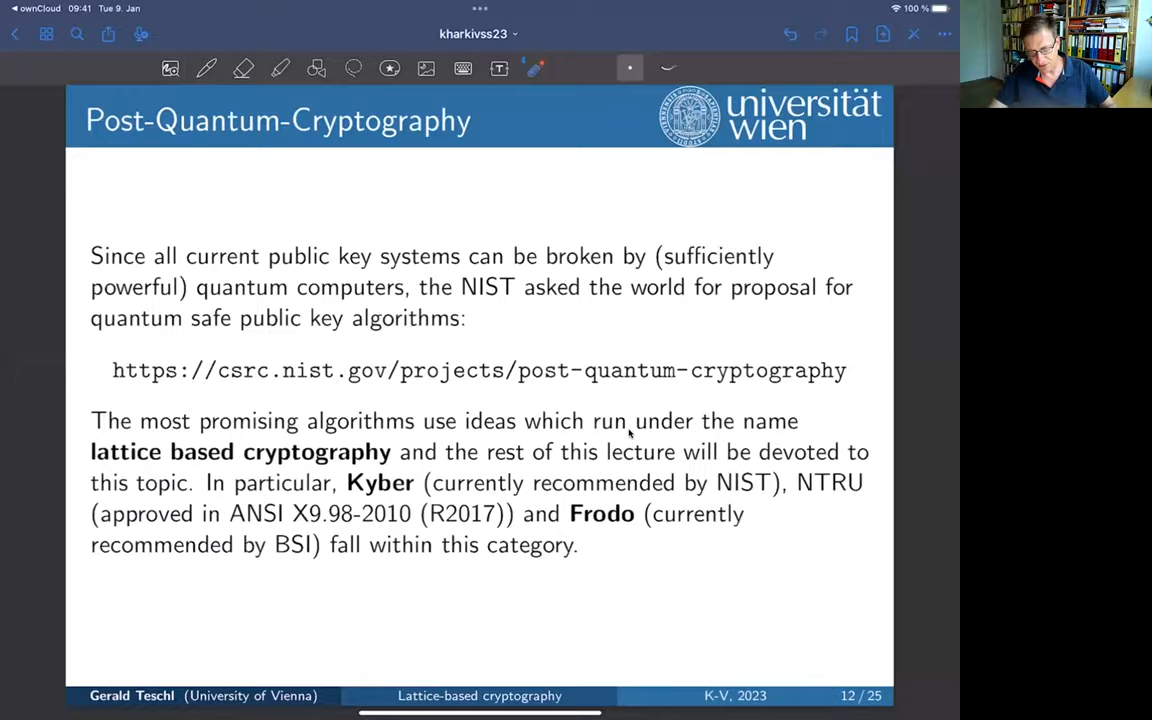 ownCloud 09:41 Tue 9. Jan
100 %
kharkivss23
Post-Quantum-Cryptography
universität
wien
Since all current public key systems can be broken by (sufficiently
powerful) quantum computers, the NIST asked the world for proposal for
quantum safe public key algorithms:
https://csrc.nist.gov/projects/post-quantum-cryptography
The most promising algorithms use ideas which run under the name
lattice based cryptography and the rest of this lecture will be devoted to
this topic. In particular, Kyber (currently recommended by NIST), NTRU
(approved in ANSI X9.98-2010 (R2017)) and Frodo (currently
recommended by BSI) fall within this category.
Gerald Teschl (University of Vienna) Lattice-based cryptography K-V, 2023 12 / 25